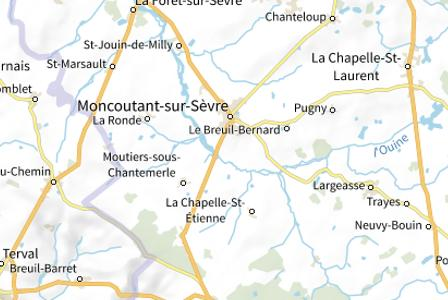 La Forêt-sur-Sèvre
Chanteloup
St-Jouin-de-Milly
La Chapelle-St-
Laurent
St-Marsault
Moncoutant-sur-Sèvre
Pugny
La Ronde
Le Breuil-Bernard
l'Ouine
Moutiers-sous-
Chantemerle
Largeasse
La Chapelle-St-
Étienne
Trayes
Neuvy-Bouin
Terval
Breuil-Barret